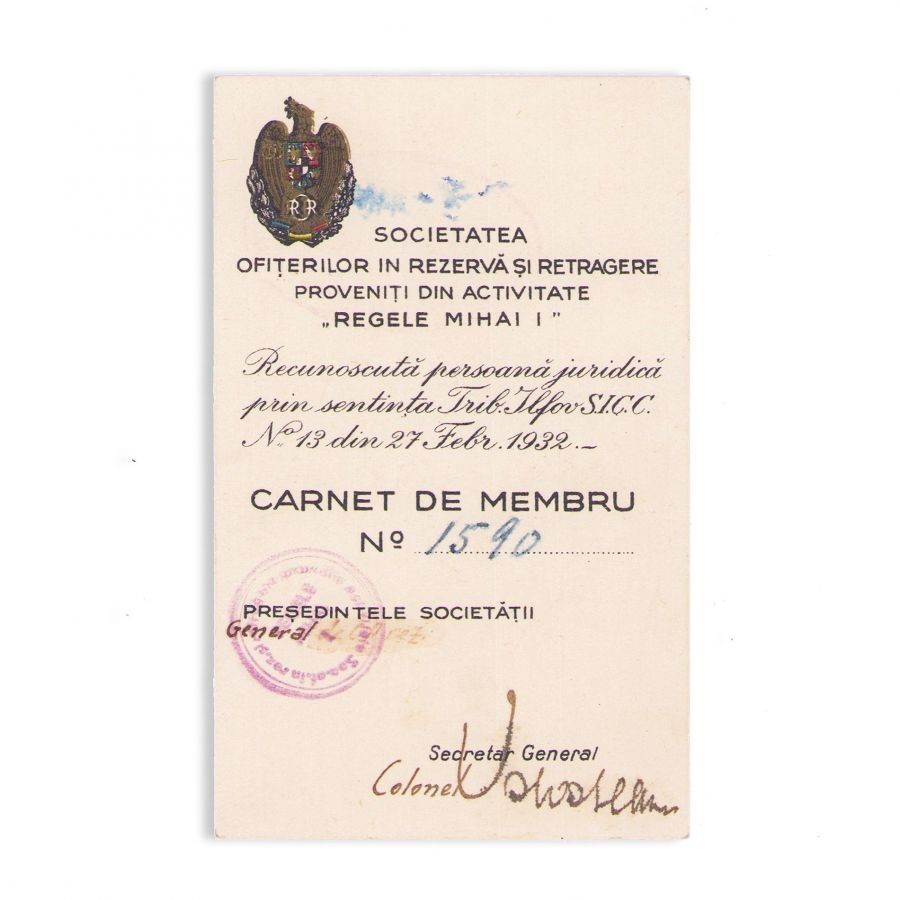 SOCIETATEA
OFIȚERILOR IN REZERVĂ ȘI RETRAGERE
PROVENIȚI DIN ACTIVITATE
„REGELE MIHAI I”
Recunoscută persoană juridică
prin sentința Trib. Ilfov S.I.C.C.
Nº 13 din 27 Febr. 1932.–
CARNET DE MEMBRU
Nº 1590
PREȘEDINTELE SOCIETĂȚII
General
Secretar General
Colonel